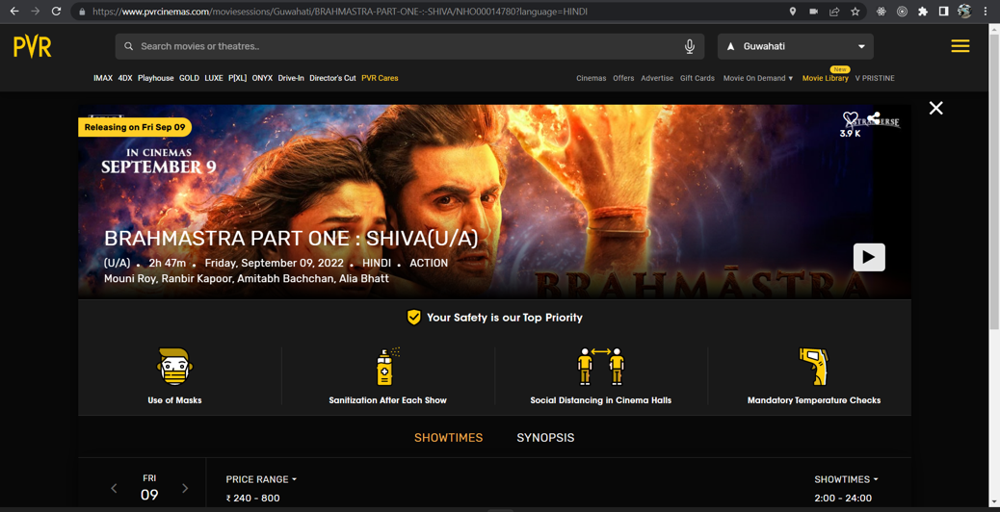 https://www.pvrcinemas.com/moviesessions/Guwahati/BRAHMASTRA-PART-ONE-:-SHIVA/NHO00014780?language=HINDI
PVR
Search movies or theatres..
Guwahati
IMAX 4DX Playhouse GOLD LUXE P[XL] ONYX Drive-In Director's Cut PVR Cares
New
Cinemas Offers Advertise Gift Cards Movie On Demand ▾ Movie Library V PRISTINE
Releasing on Fri Sep 09
ASTRAVERSE
3.9 K
IN CINEMAS
SEPTEMBER 9
BRAHMASTRA PART ONE : SHIVA(U/A)
(U/A) • 2h 47m • Friday, September 09, 2022 • HINDI • ACTION
Mouni Roy, Ranbir Kapoor, Amitabh Bachchan, Alia Bhatt
BRAHMĀSTRA
Your Safety is our Top Priority
Use of Masks
Sanitization After Each Show
Social Distancing in Cinema Halls
Mandatory Temperature Checks
SHOWTIMES SYNOPSIS
FRI
09
PRICE RANGE
₹ 240 - 800
SHOWTIMES
2:00 - 24:00